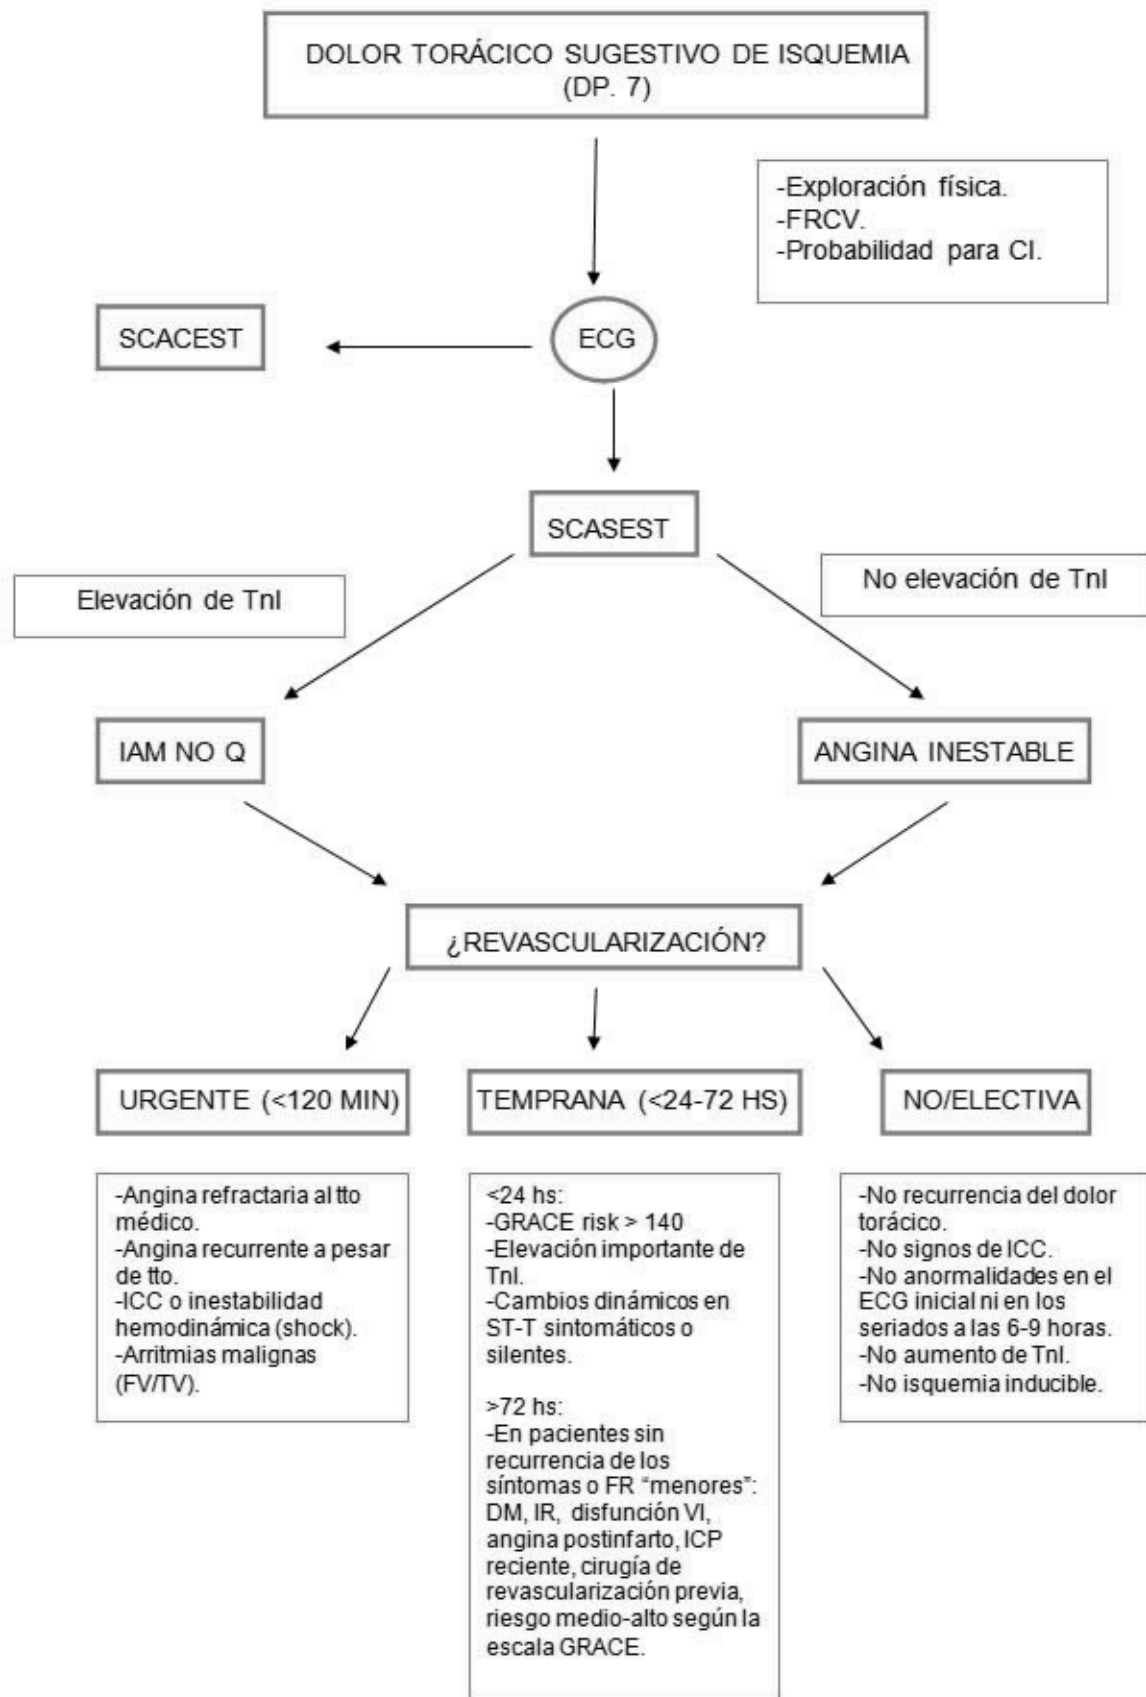 DOLOR TORÁCICO SUGESTIVO DE ISQUEMIA
(DP. 7)
-Exploración física.
-FRCV.
-Probabilidad para CI.
SCACEST
ECG
SCASEST
Elevación de TnI
No elevación de TnI
IAM NO Q
ANGINA INESTABLE
¿REVASCULARIZACIÓN?
URGENTE (<120 MIN)
TEMPRANA (<24-72 HS)
NO/ELECTIVA
-Angina refractaria al tto
médico.
-Angina recurrente a pesar
de tto.
-ICC o inestabilidad
hemodinámica (shock).
-Arritmias malignas
(FV/TV).
<24 hs:
-GRACE risk > 140
-Elevación importante de
TnI.
-Cambios dinámicos en
ST-T sintomáticos o
silentes.
>72 hs:
-En pacientes sin
recurrencia de los
síntomas o FR “menores”:
DM, IR, disfunción VI,
angina postinfarto, ICP
reciente, cirugía de
revascularización previa,
riesgo medio-alto según la
escala GRACE.
-No recurrencia del dolor
torácico.
-No signos de ICC.
-No anormalidades en el
ECG inicial ni en los
seriados a las 6-9 horas.
-No aumento de TnI.
-No isquemia inducible.